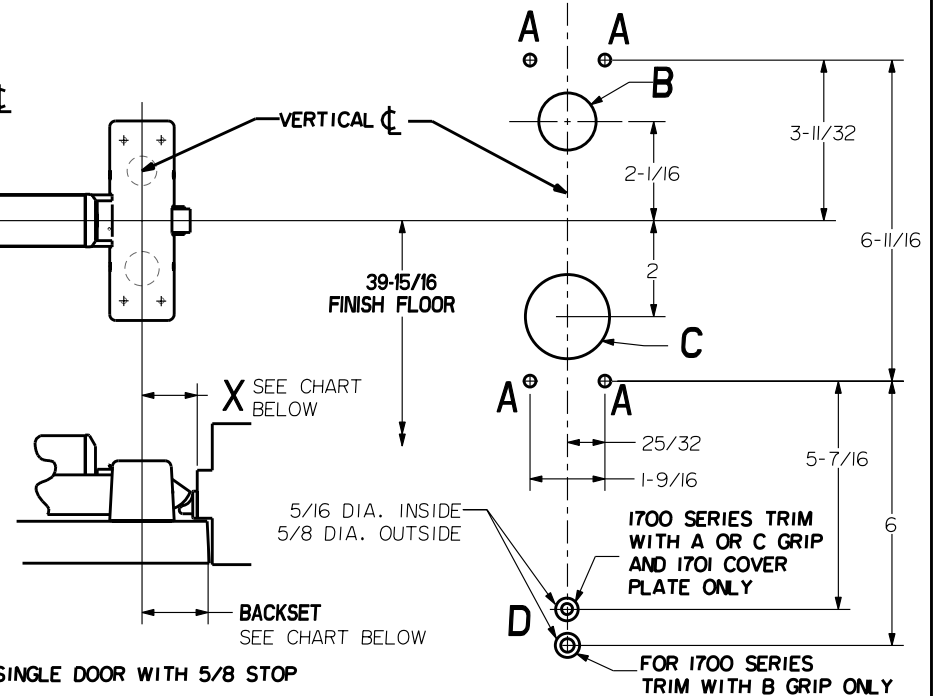 A A
B
℄
VERTICAL ℄
3-11/32
2-1/16
6-11/16
2
39-15/16
FINISH FLOOR
C
X SEE CHART
BELOW
A A
25/32
5-7/16
1-9/16
5/16 DIA. INSIDE
5/8 DIA. OUTSIDE
1700 SERIES TRIM
WITH A OR C GRIP
AND 1701 COVER
PLATE ONLY
6
BACKSET
SEE CHART BELOW
D
FOR 1700 SERIES
TRIM WITH B GRIP ONLY
SINGLE DOOR WITH 5/8 STOP